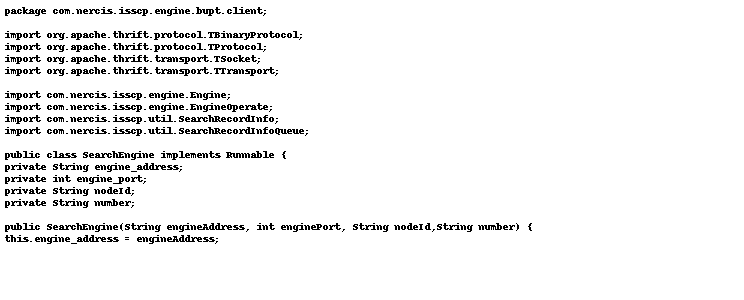 package com.nercis.isscp.engine.bupt.client;

import org.apache.thrift.protocol.TBinaryProtocol;
import org.apache.thrift.protocol.TProtocol;
import org.apache.thrift.transport.TSocket;
import org.apache.thrift.transport.TTransport;

import com.nercis.isscp.engine.Engine;
import com.nercis.isscp.engine.EngineOperate;
import com.nercis.isscp.util.SearchRecordInfo;
import com.nercis.isscp.util.SearchRecordInfoQueue;

public class SearchEngine implements Runnable {
private String engine_address;
private int engine_port;
private String nodeId;
private String number;

public SearchEngine(String engineAddress, int enginePort, String nodeId,String number) {
this.engine_address = engineAddress;